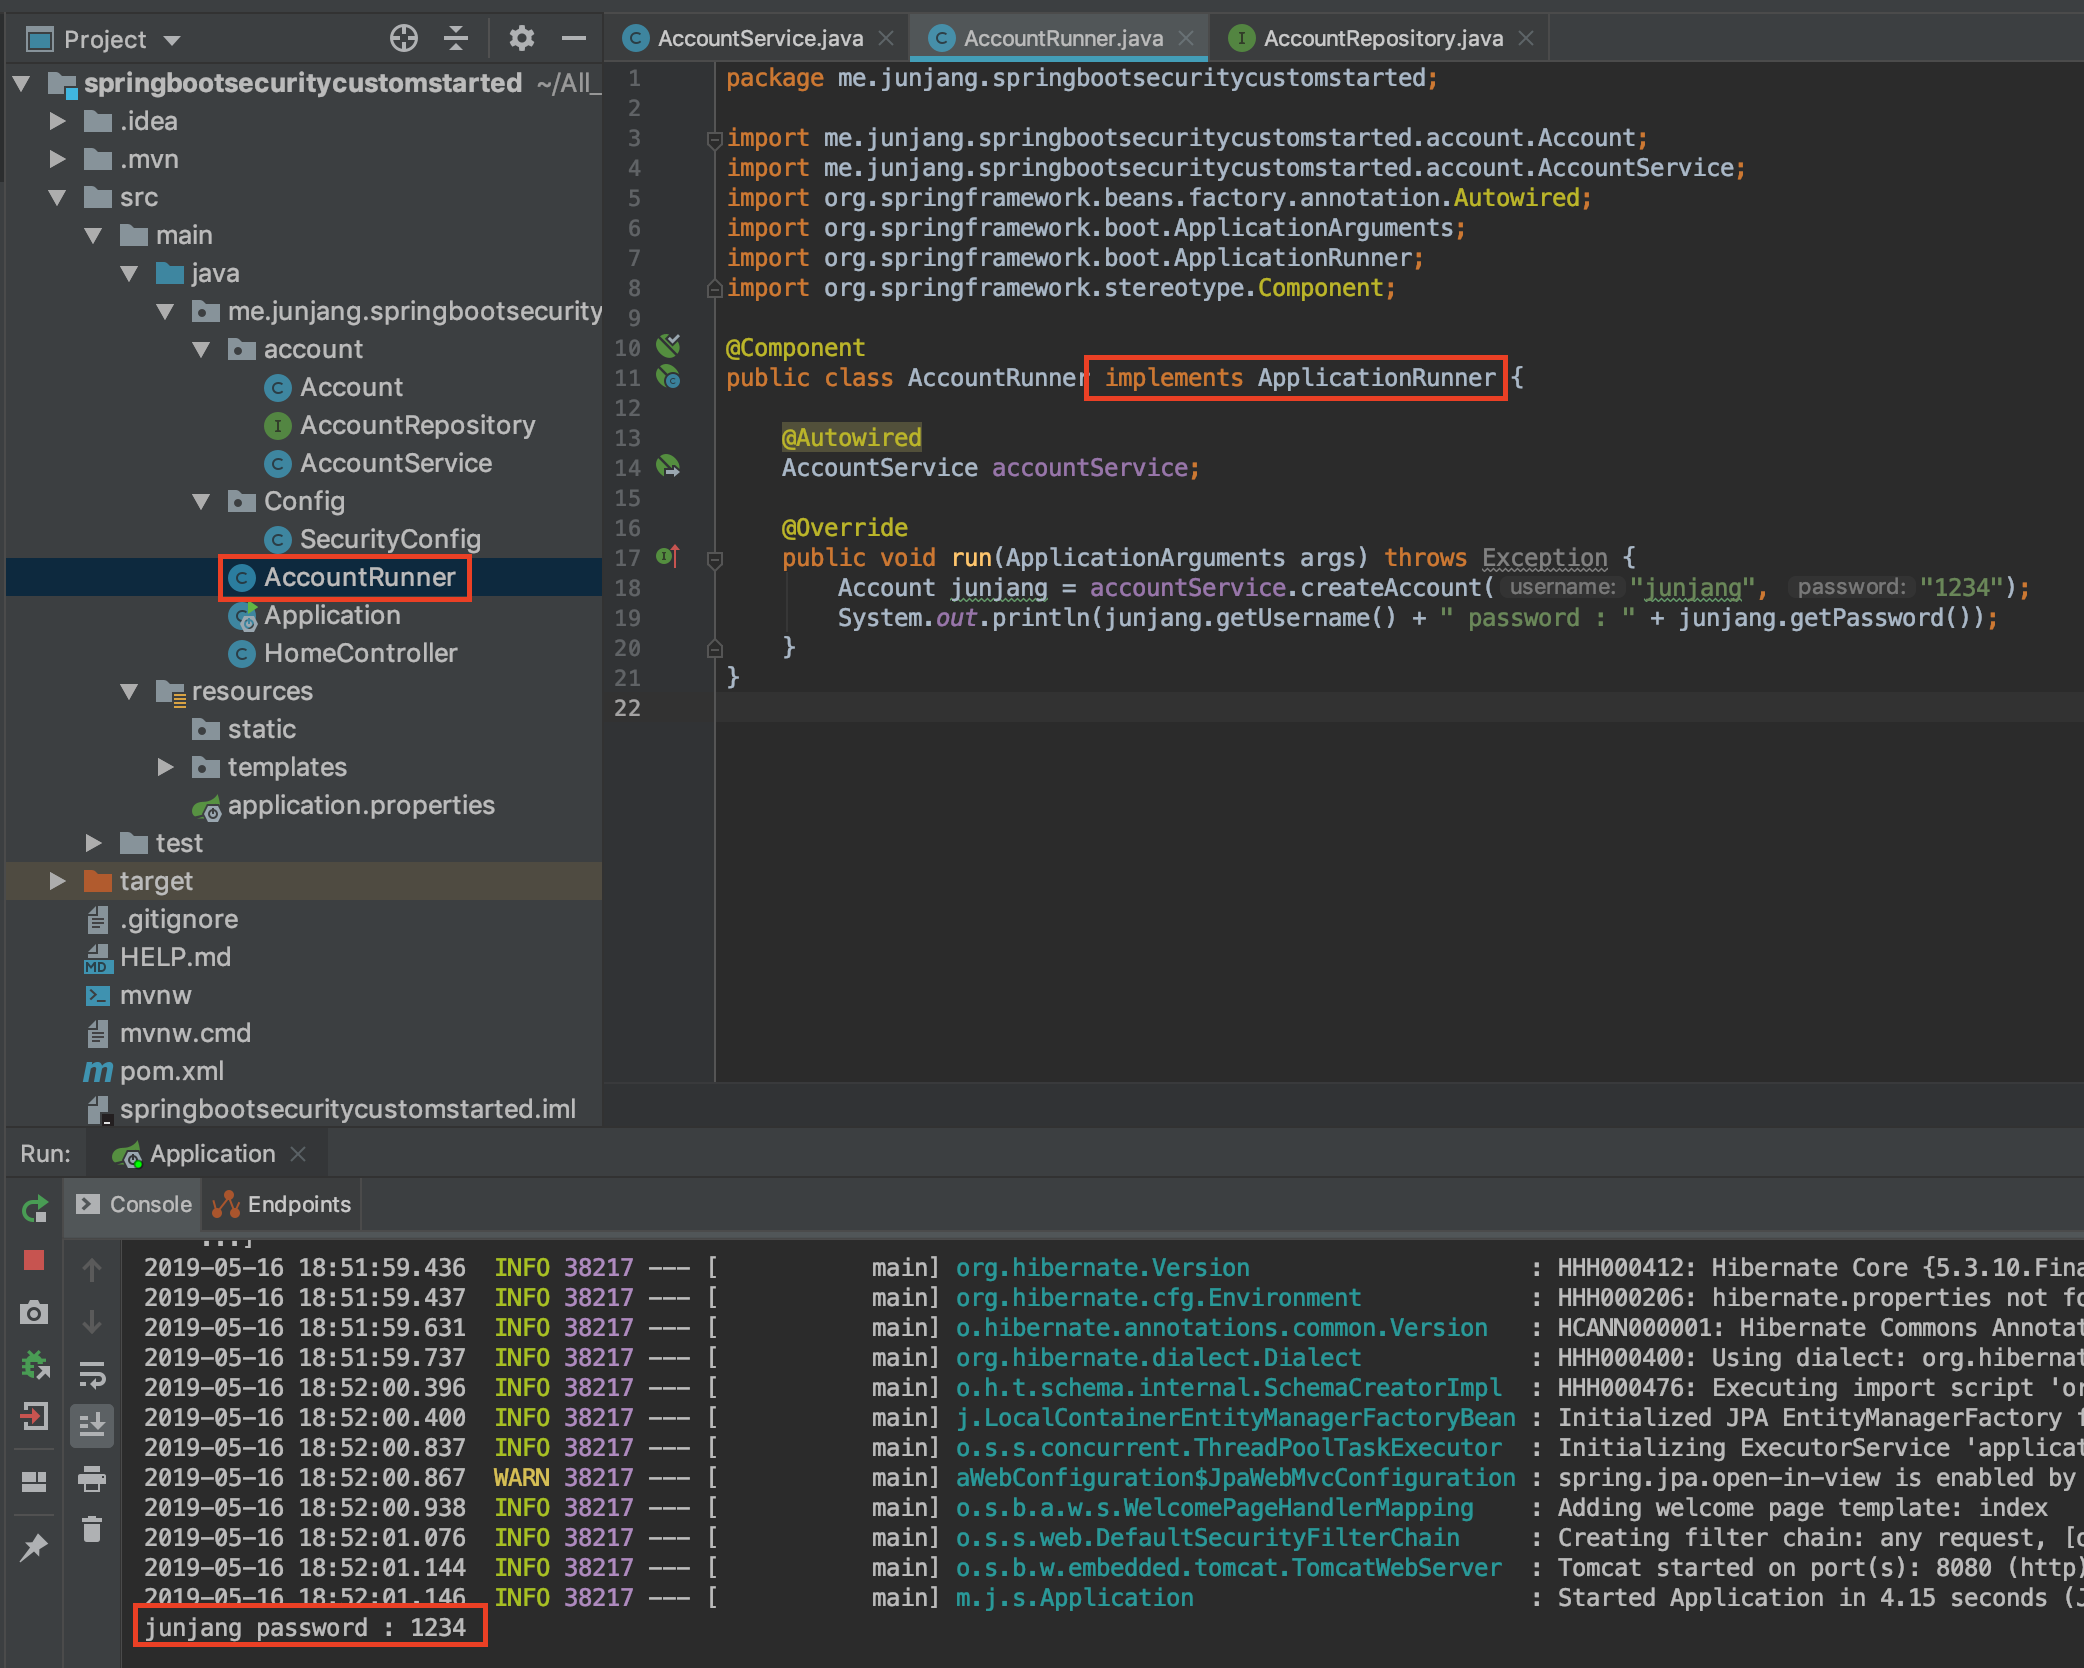 Project
springbootsecuritycustomstarted ~/All_
.idea
.mvn
src
main
java
me.junjang.springbootsecurity
account
Account
AccountRepository
AccountService
Config
SecurityConfig
AccountRunner
Application
HomeController
resources
static
templates
application.properties
test
target
.gitignore
HELP.md
mvnw
mvnw.cmd
pom.xml
springbootsecuritycustomstarted.iml
AccountService.java AccountRunner.java AccountRepository.java
1 package me.junjang.springbootsecuritycustomstarted;
2
3 import me.junjang.springbootsecuritycustomstarted.account.Account;
4 import me.junjang.springbootsecuritycustomstarted.account.AccountService;
5 import org.springframework.beans.factory.annotation.Autowired;
6 import org.springframework.boot.ApplicationArguments;
7 import org.springframework.boot.ApplicationRunner;
8 import org.springframework.stereotype.Component;
9
10 @Component
11 public class AccountRunner implements ApplicationRunner {
12
13 @Autowired
14 AccountService accountService;
15
16 @Override
17 public void run(ApplicationArguments args) throws Exception {
18 Account junjang = accountService.createAccount( username: "junjang", password: "1234");
19 System.out.println(junjang.getUsername() + " password : " + junjang.getPassword());
20 }
21 }
22
Run: Application
Console Endpoints
2019-05-16 18:51:59.436 INFO 38217 --- [ main] org.hibernate.Version : HHH000412: Hibernate Core {5.3.10.Fina
2019-05-16 18:51:59.437 INFO 38217 --- [ main] org.hibernate.cfg.Environment : HHH000206: hibernate.properties not fo
2019-05-16 18:51:59.631 INFO 38217 --- [ main] o.hibernate.annotations.common.Version : HCANN000001: Hibernate Commons Annotat
2019-05-16 18:51:59.737 INFO 38217 --- [ main] org.hibernate.dialect.Dialect : HHH000400: Using dialect: org.hibernat
2019-05-16 18:52:00.396 INFO 38217 --- [ main] o.h.t.schema.internal.SchemaCreatorImpl : HHH000476: Executing import script 'or
2019-05-16 18:52:00.400 INFO 38217 --- [ main] j.LocalContainerEntityManagerFactoryBean : Initialized JPA EntityManagerFactory f
2019-05-16 18:52:00.837 INFO 38217 --- [ main] o.s.s.concurrent.ThreadPoolTaskExecutor : Initializing ExecutorService 'applicat
2019-05-16 18:52:00.867 WARN 38217 --- [ main] aWebConfiguration$JpaWebMvcConfiguration : spring.jpa.open-in-view is enabled by
2019-05-16 18:52:00.938 INFO 38217 --- [ main] o.s.b.a.w.s.WelcomePageHandlerMapping : Adding welcome page template: index
2019-05-16 18:52:01.076 INFO 38217 --- [ main] o.s.s.web.DefaultSecurityFilterChain : Creating filter chain: any request, [o
2019-05-16 18:52:01.144 INFO 38217 --- [ main] o.s.b.w.embedded.tomcat.TomcatWebServer : Tomcat started on port(s): 8080 (http)
2019-05-16 18:52:01.146 INFO 38217 --- [ main] m.j.s.Application : Started Application in 4.15 seconds (J
junjang password : 1234